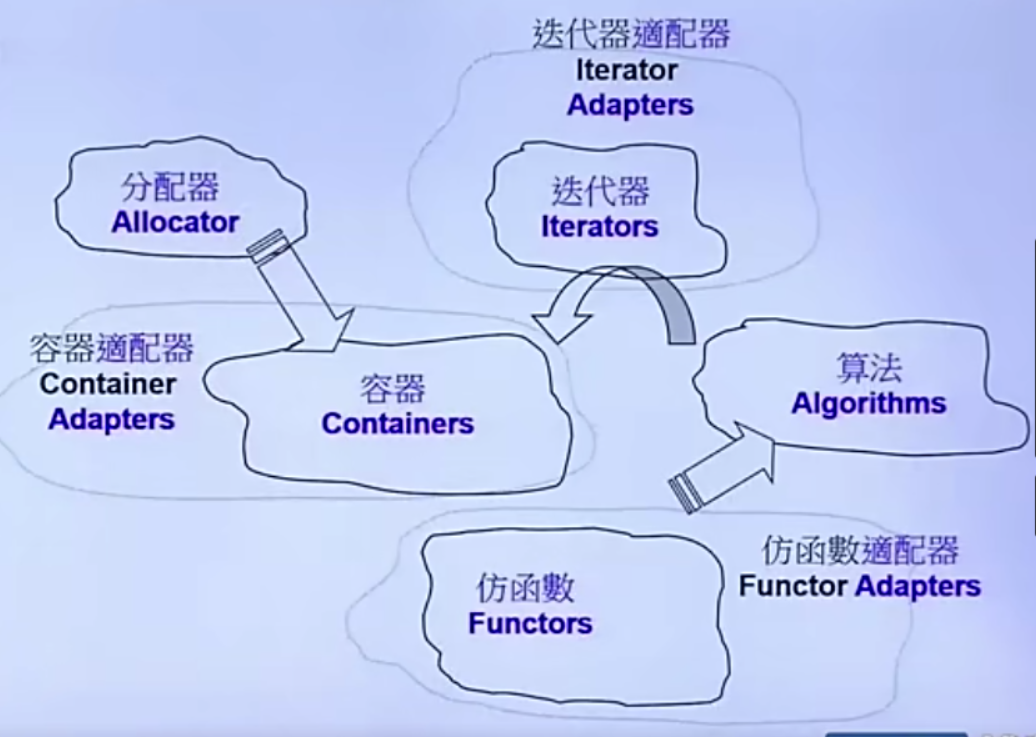 迭代器適配器
Iterator
Adapters
分配器
Allocator
迭代器
Iterators
容器適配器
Container
Adapters
容器
Containers
算法
Algorithms
仿函數
Functors
仿函數適配器
Functor Adapters